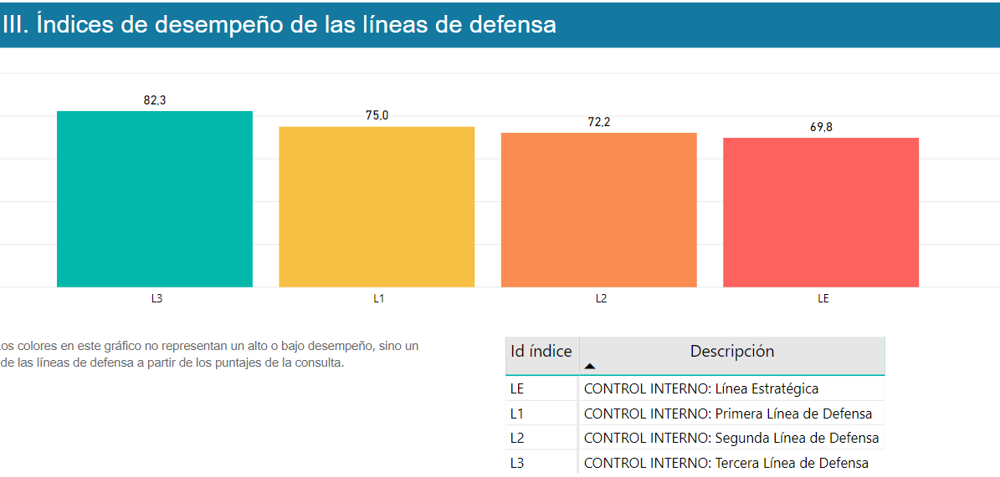 III. Índices de desempeño de las líneas de defensa
82,3
75,0
72,2
69,8
L3
L1
L2
LE
os colores en este gráfico no representan un alto o bajo desempeño, sino un
de las líneas de defensa a partir de los puntajes de la consulta.
Id índice Descripción
LE CONTROL INTERNO: Línea Estratégica
L1 CONTROL INTERNO: Primera Línea de Defensa
L2 CONTROL INTERNO: Segunda Línea de Defensa
L3 CONTROL INTERNO: Tercera Línea de Defensa